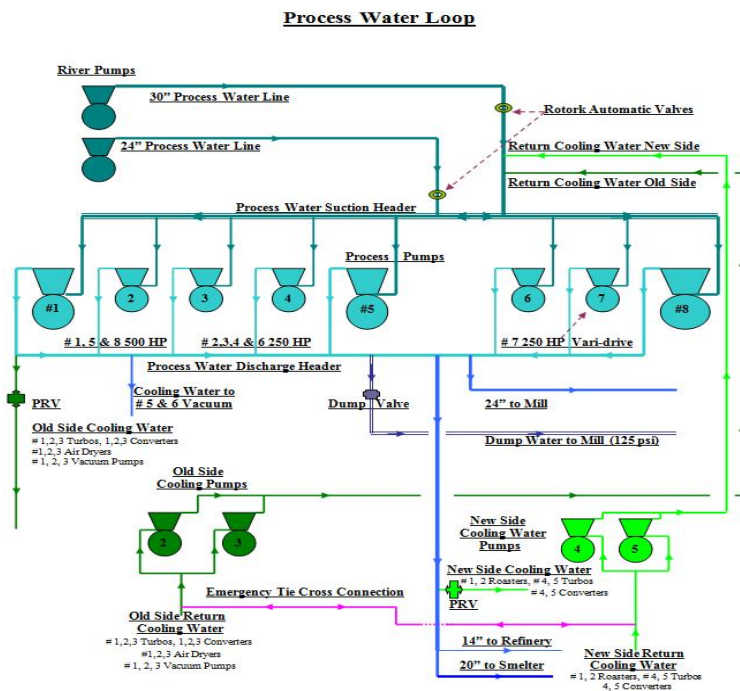 Process Water Loop
River Pumps
30” Process Water Line
Rotork Automatic Valves
24” Process Water Line
Return Cooling Water New Side
Return Cooling Water Old Side
Process Water Suction Header
Process Pumps
#1
2
3
4
#5
6
7
#8
# 1, 5 & 8 500 HP
# 2,3,4 & 6 250 HP
# 7 250 HP Vari-drive
Process Water Discharge Header
PRV
Cooling Water to
# 5 & 6 Vacuum
Dump Valve
24” to Mill
Old Side Cooling Water
# 1,2,3 Turbos, 1,2,3 Converters
#1,2,3 Air Dryers
# 1, 2, 3 Vacuum Pumps
Dump Water to Mill (125 psi)
Old Side
Cooling Pumps
2
3
New Side
Cooling Water
Pumps
4
5
New Side Cooling Water
# 1, 2 Roasters, # 4, 5 Turbos
# 4, 5 Converters
PRV
Emergency Tie Cross Connection
Old Side Return
Cooling Water
# 1,2,3 Turbos, 1,2,3 Converters
#1,2,3 Air Dryers
# 1, 2, 3 Vacuum Pumps
14” to Refinery
20” to Smelter
New Side Return
Cooling Water
# 1, 2 Roasters, # 4, 5 Turbos
4, 5 Converters